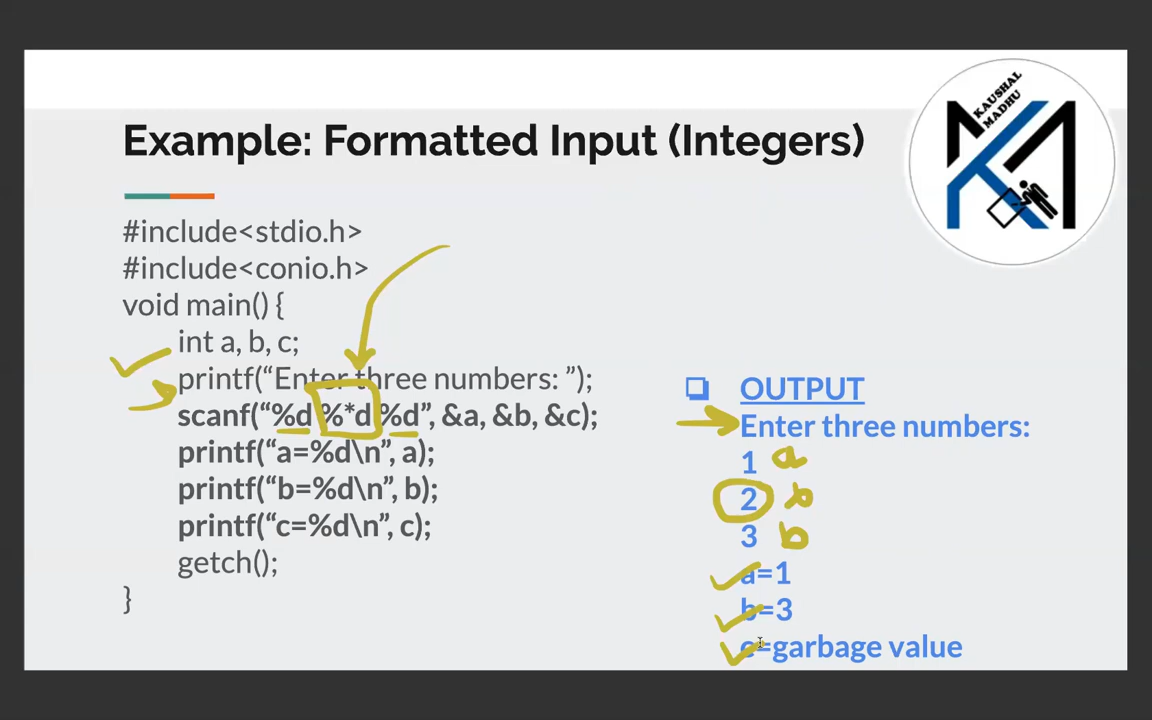 KAUSHAL
MADHU
Example: Formatted Input (Integers)
#include<stdio.h>
#include<conio.h>
void main() {
int a, b, c;
printf(“Enter three numbers: ”);
scanf(“%d %*d %d”, &a, &b, &c);
printf(“a=%d\n”, a);
printf(“b=%d\n”, b);
printf(“c=%d\n”, c);
getch();
}
OUTPUT
Enter three numbers:
1 a
2
3 b
a=1
b=3
c=garbage value